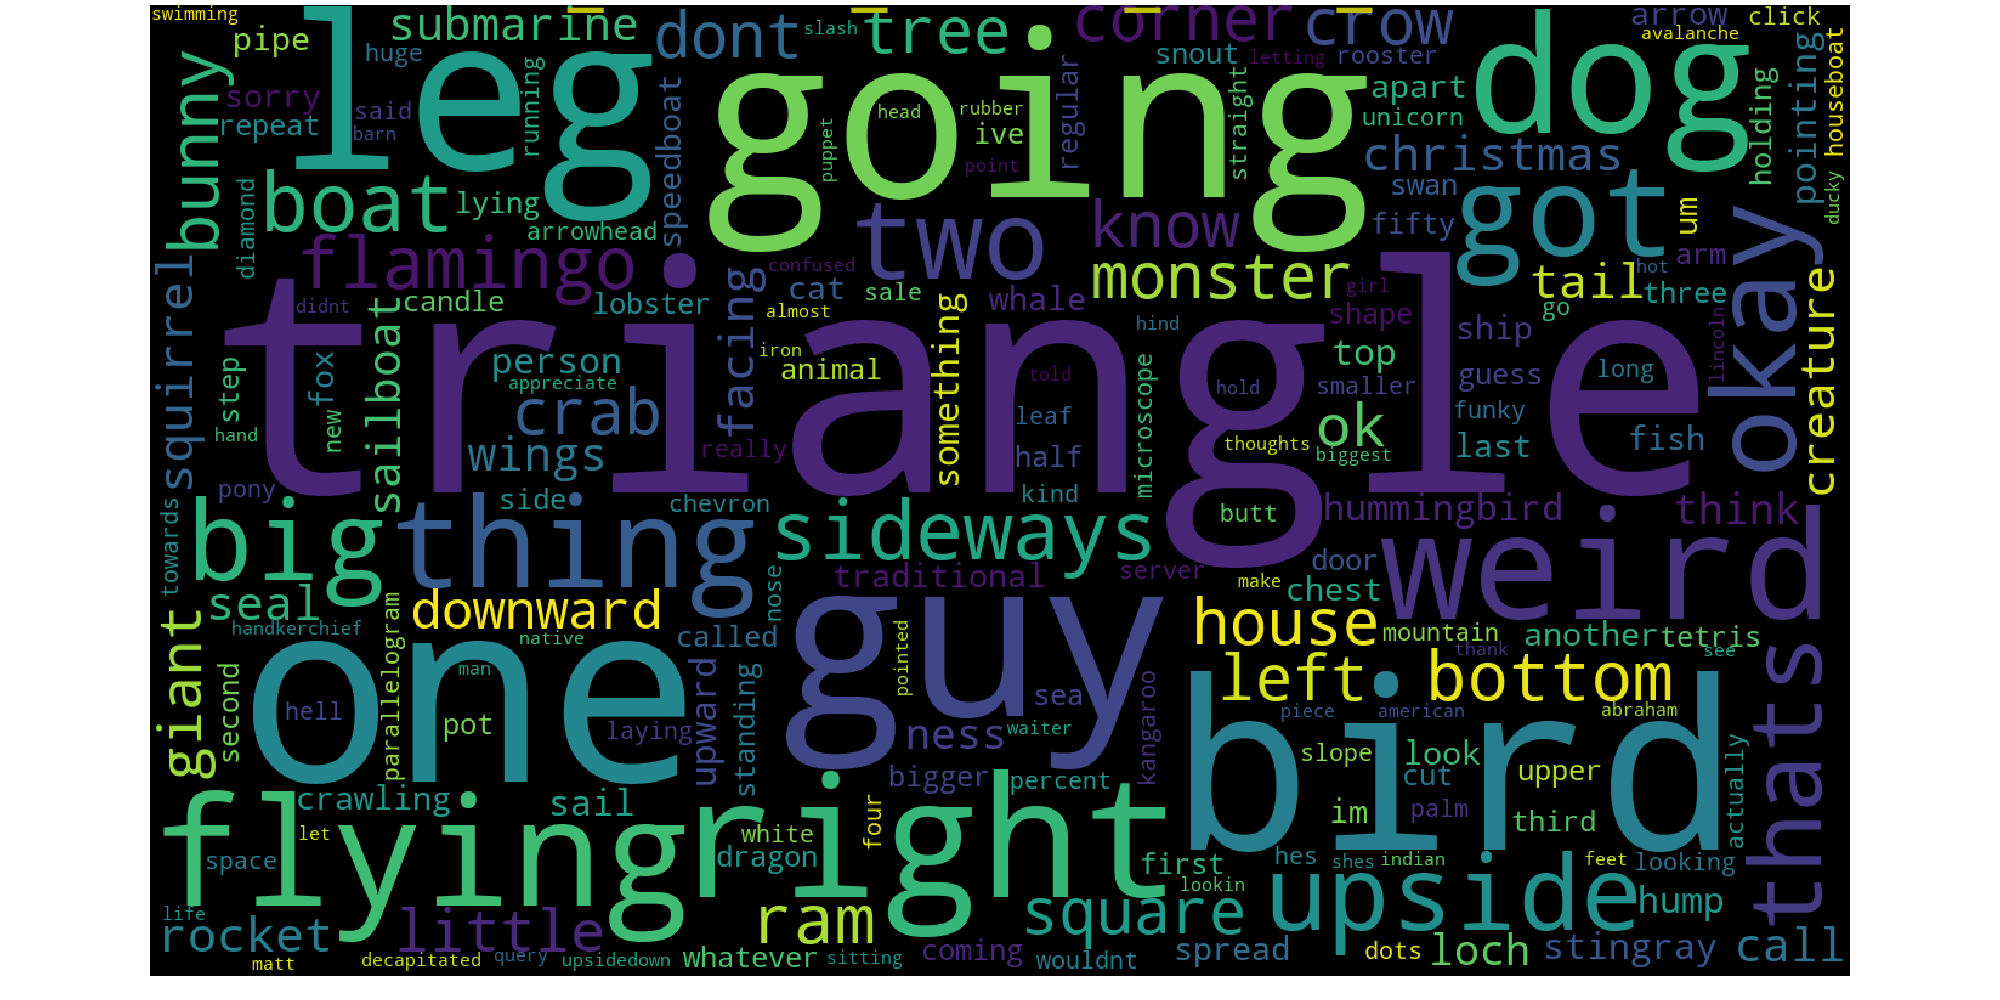 swimming
submarine
dont
slash
tree
corner
crow
arrow
click
pipe
huge
leg
going
snout
letting
rooster
avalanche
dog
bunny
sorry
said
running
speedboat
head
rubber
ive
regular
straight
apart
unicorn
holding
pointing
houseboat
repeat
barn
puppet
point
christmas
boat
lying
arrowhead
two
know
swan
fifty
got
um
ducky
diamond
flamingo
confused
monster
tail
arm
hot
okay
squirrel
didnt
candle
lobster
facing
cat
sale
almost
something
whale
hind
girl
shape
three
go
ship
creature
triangle
step
fox
sailboat
person
appreciate
iron
animal
told
microscope
hold
top
smaller
guess
long
lincoln
hand
new
crab
wings
really
leaf
half
thoughts
ok
biggest
funky
last
fish
pony
side
chevron
kind
butt
hummingbird
think
towards
big
thing
sideways
traditional
server
door
chest
weird
seal
nose
make
giant
handkerchief
downward
native
called
guy
house
mountain
another
tetris
thank
see
thats
second
hell
parallelogram
one
man
pot
laying
upward
standing
pointed
ness
sea
waiter
kangaroo
left
bottom
piece
american
abraham
bird
slope
look
cut
upper
actually
crawling
sail
bigger
percent
im
palm
third
flying
right
let
white
four
dragon
space
first
hes
shes
indian
feet
looking
lookin
upside
hump
life
rocket
little
ram
square
matt
decapitated
query
upsidedown
whatever
sitting
coming
wouldnt
spread
dots
loch
stingray
call